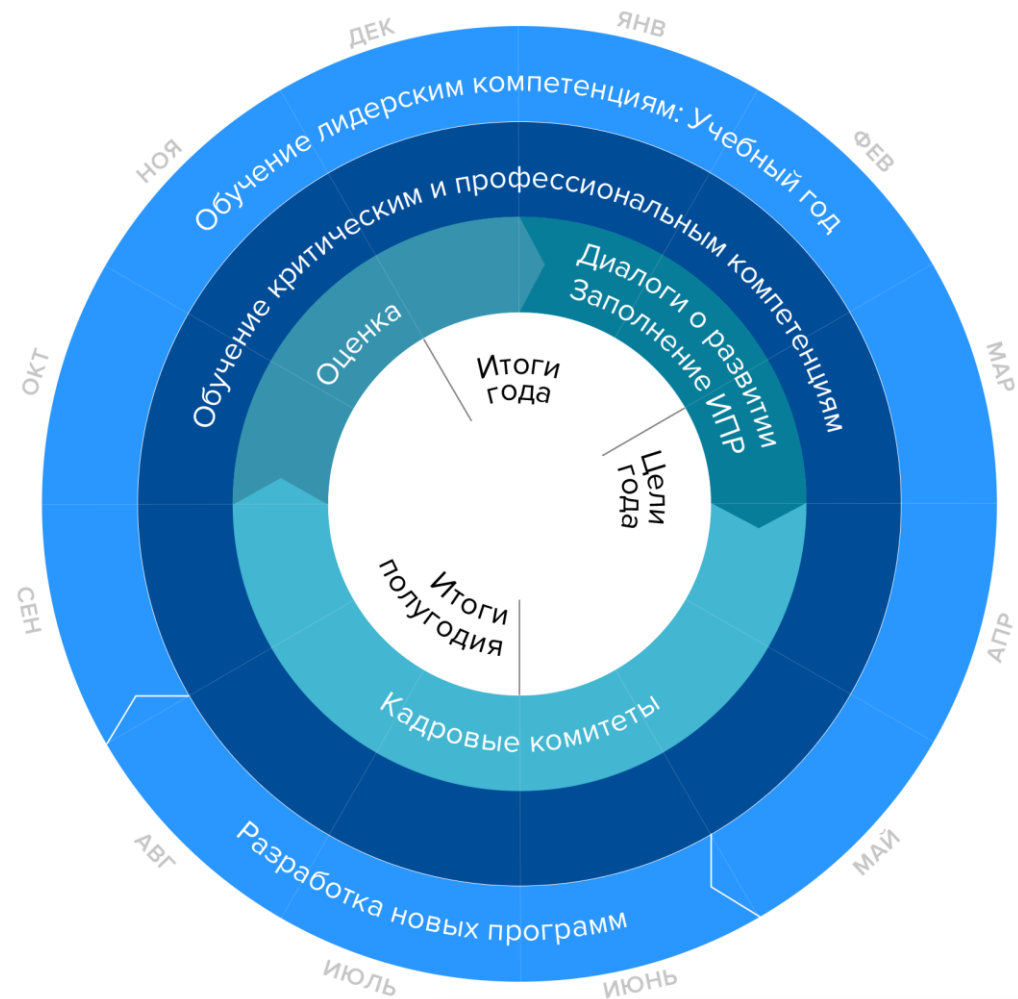 ЯНВ
ФЕВ
МАР
АПР
МАЙ
ИЮНЬ
ИЮЛЬ
АВГ
СЕН
ОКТ
НОЯ
ДЕК
Обучение лидерским компетенциям: Учебный год
Разработка новых программ
Обучение критическим и профессиональным компетенциям
Диалоги о развитии
Заполнение ИПР
Кадровые комитеты
Оценка
Итоги
года
Цели
года
Итоги
полугодия